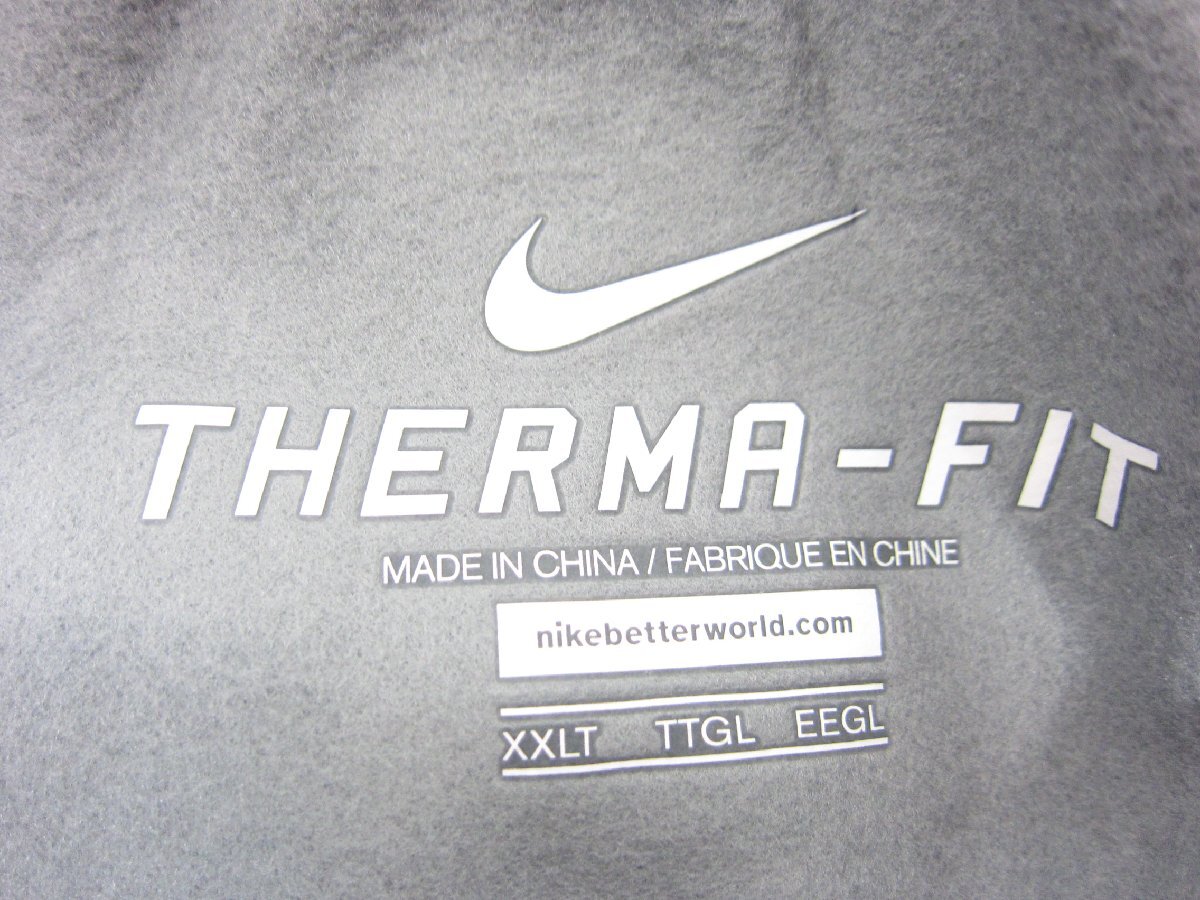 THERMA-FIT
MADE IN CHINA / FABRIQUE EN CHINE
nikebetterworld.com
XXLT TTGL EEGL